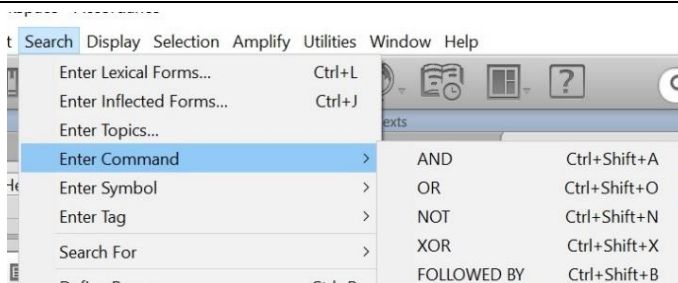 t Search Display Selection Amplify Utilities Window Help
Enter Lexical Forms... Ctrl+L
Enter Inflected Forms... Ctrl+J
Enter Topics...
exts
Enter Command > AND Ctrl+Shift+A
Enter Symbol > OR Ctrl+Shift+O
Enter Tag > NOT Ctrl+Shift+N
Search For > XOR Ctrl+Shift+X
FOLLOWED BY Ctrl+Shift+B